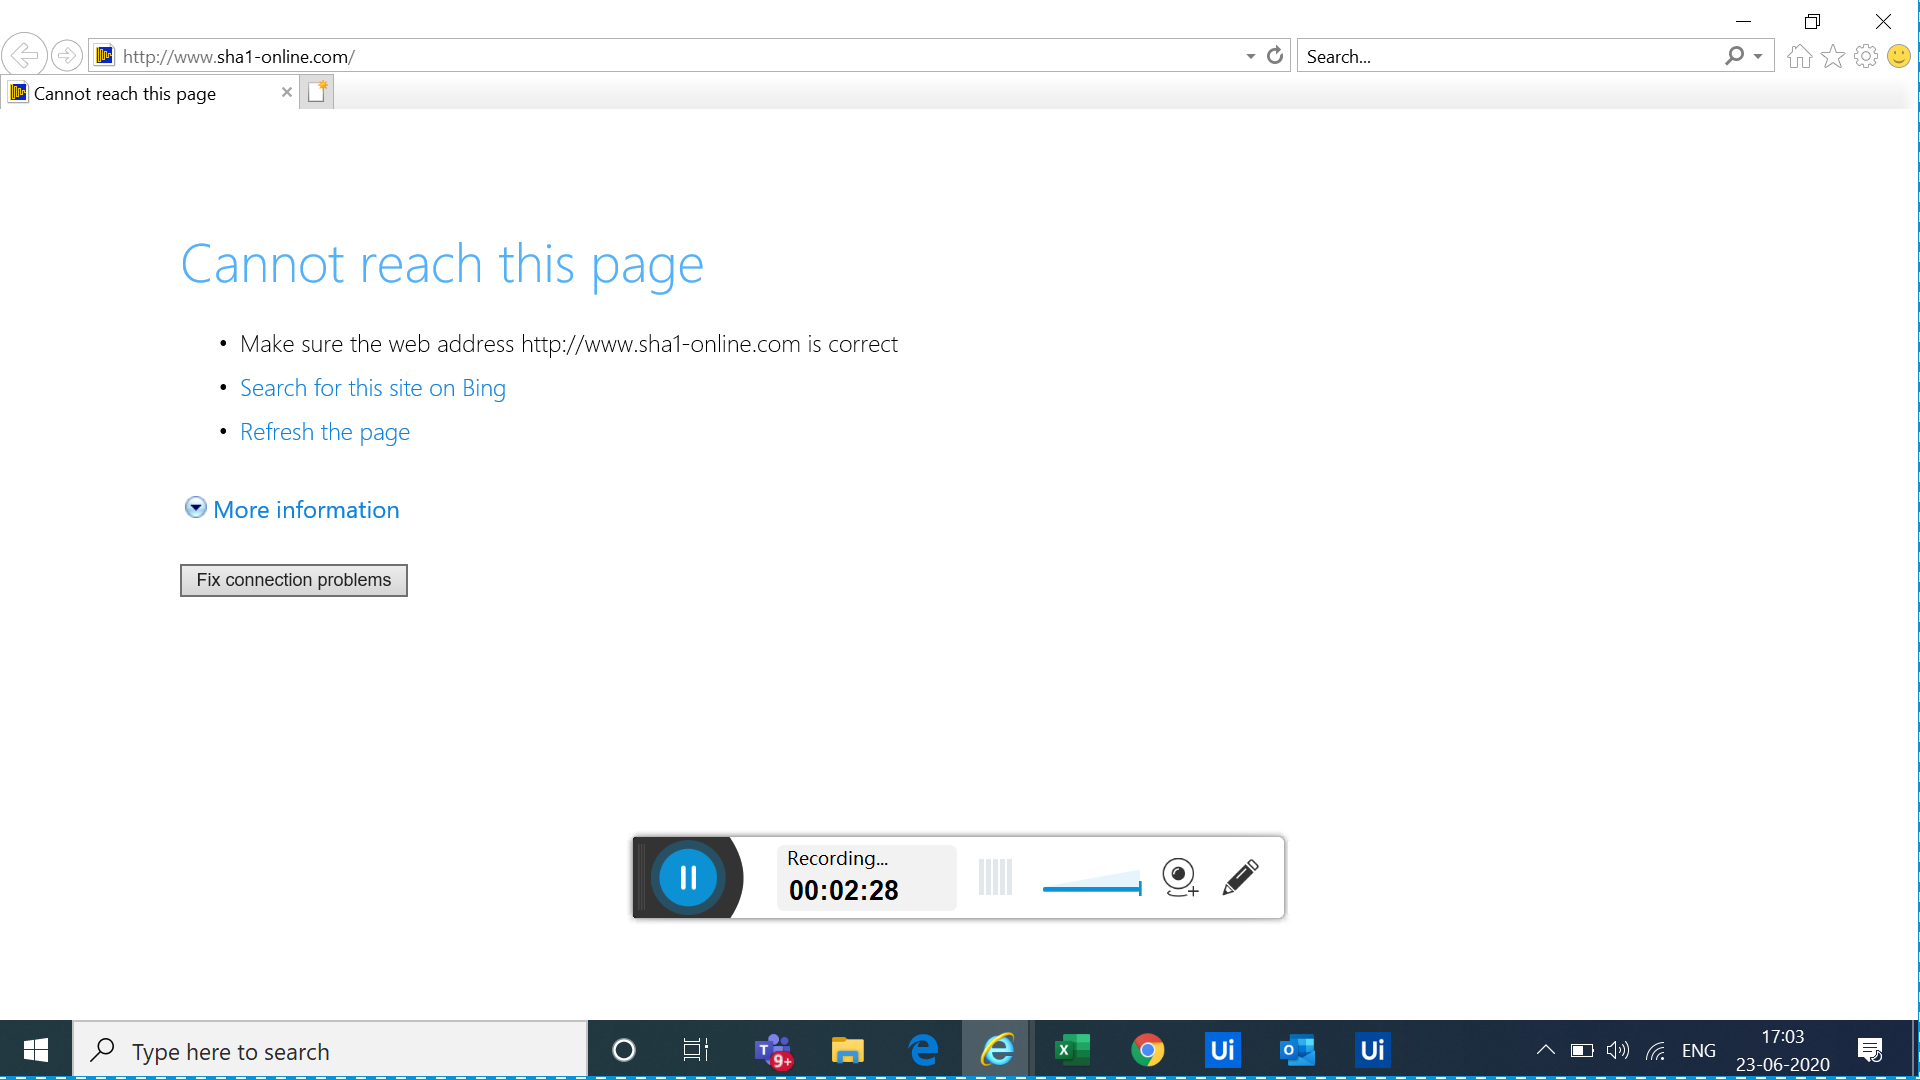 http://www.sha1-online.com/
Search...
Cannot reach this page
Cannot reach this page
• Make sure the web address http://www.sha1-online.com is correct
• Search for this site on Bing
• Refresh the page
More information
Fix connection problems
Recording...
00:02:28
Type here to search
T
9+
X
Ui
O
Ui
ENG
17:03
23-06-2020